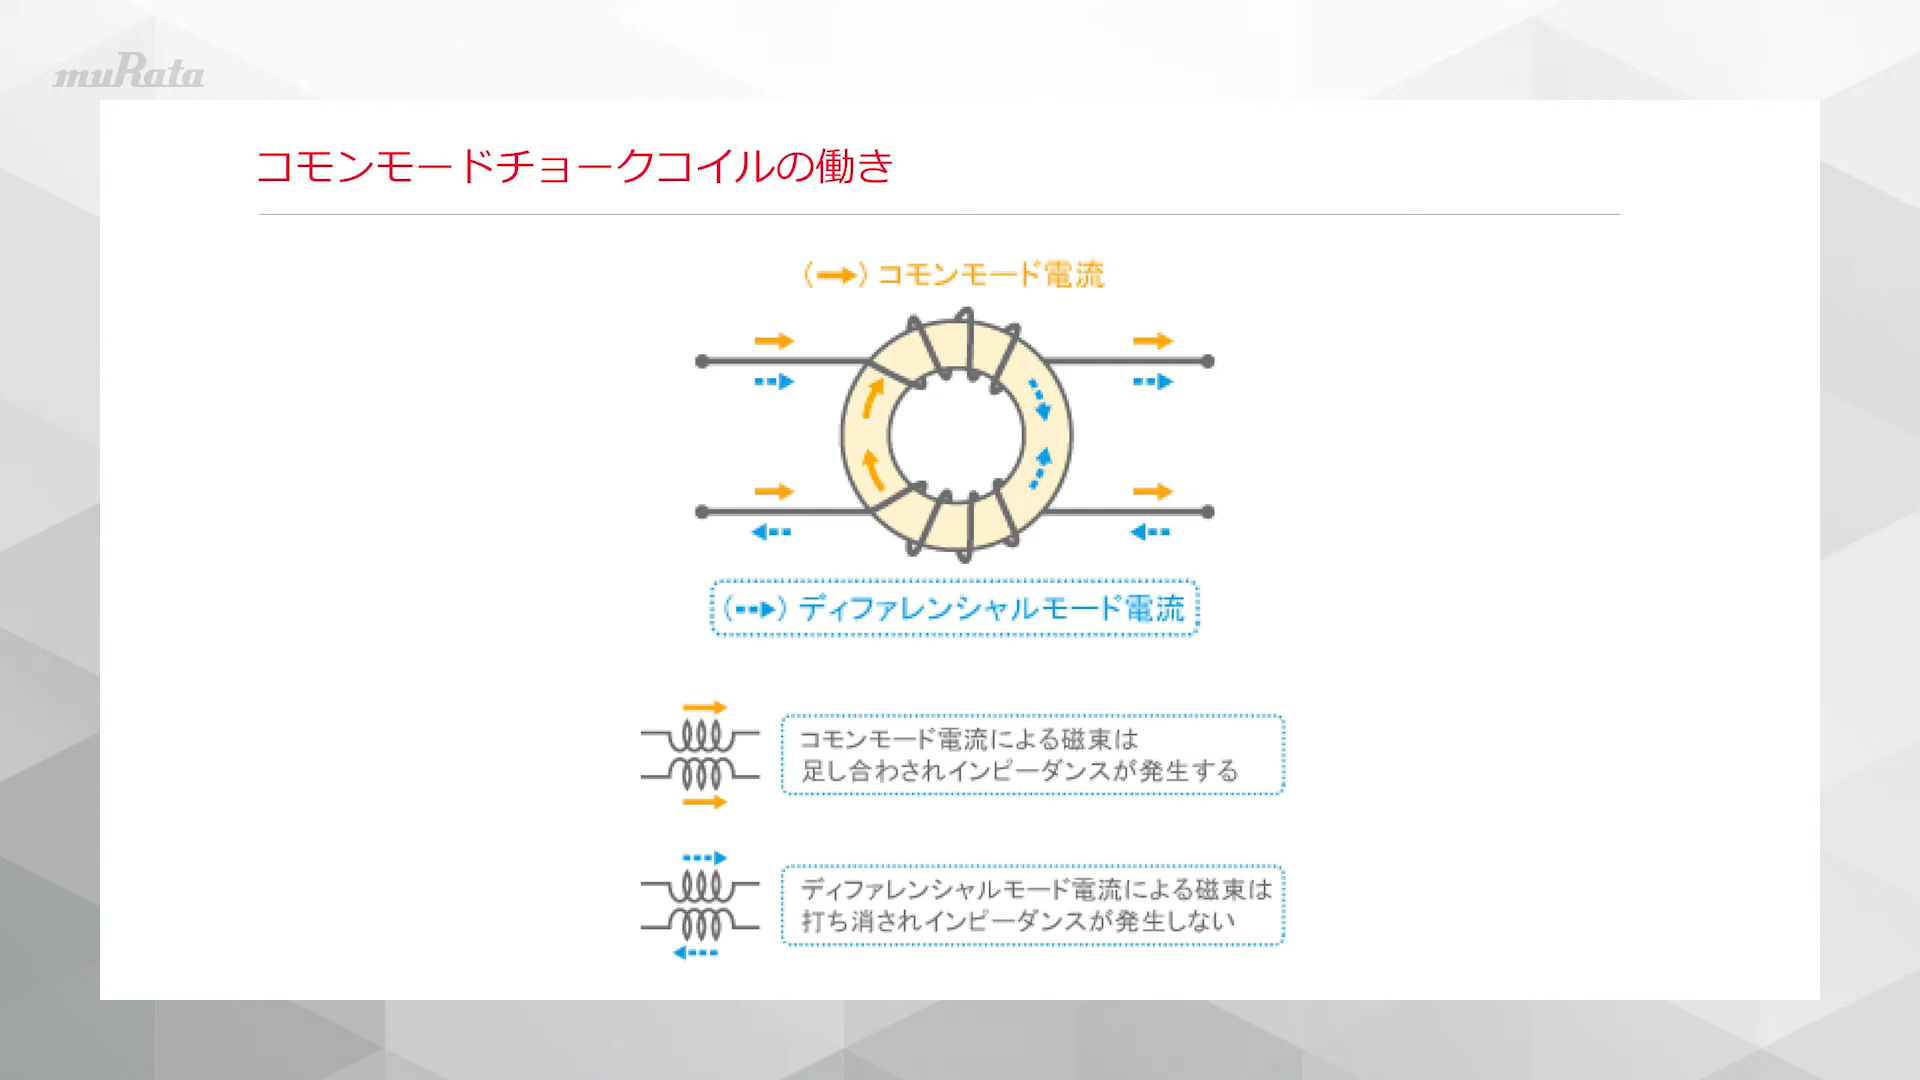 muRata
コモンモードチョークコイルの働き
(→) コモンモード電流
(⇢) ディファレンシャルモード電流
コモンモード電流による磁束は
足し合わされインピーダンスが発生する
ディファレンシャルモード電流による磁束は
打ち消されインピーダンスが発生しない